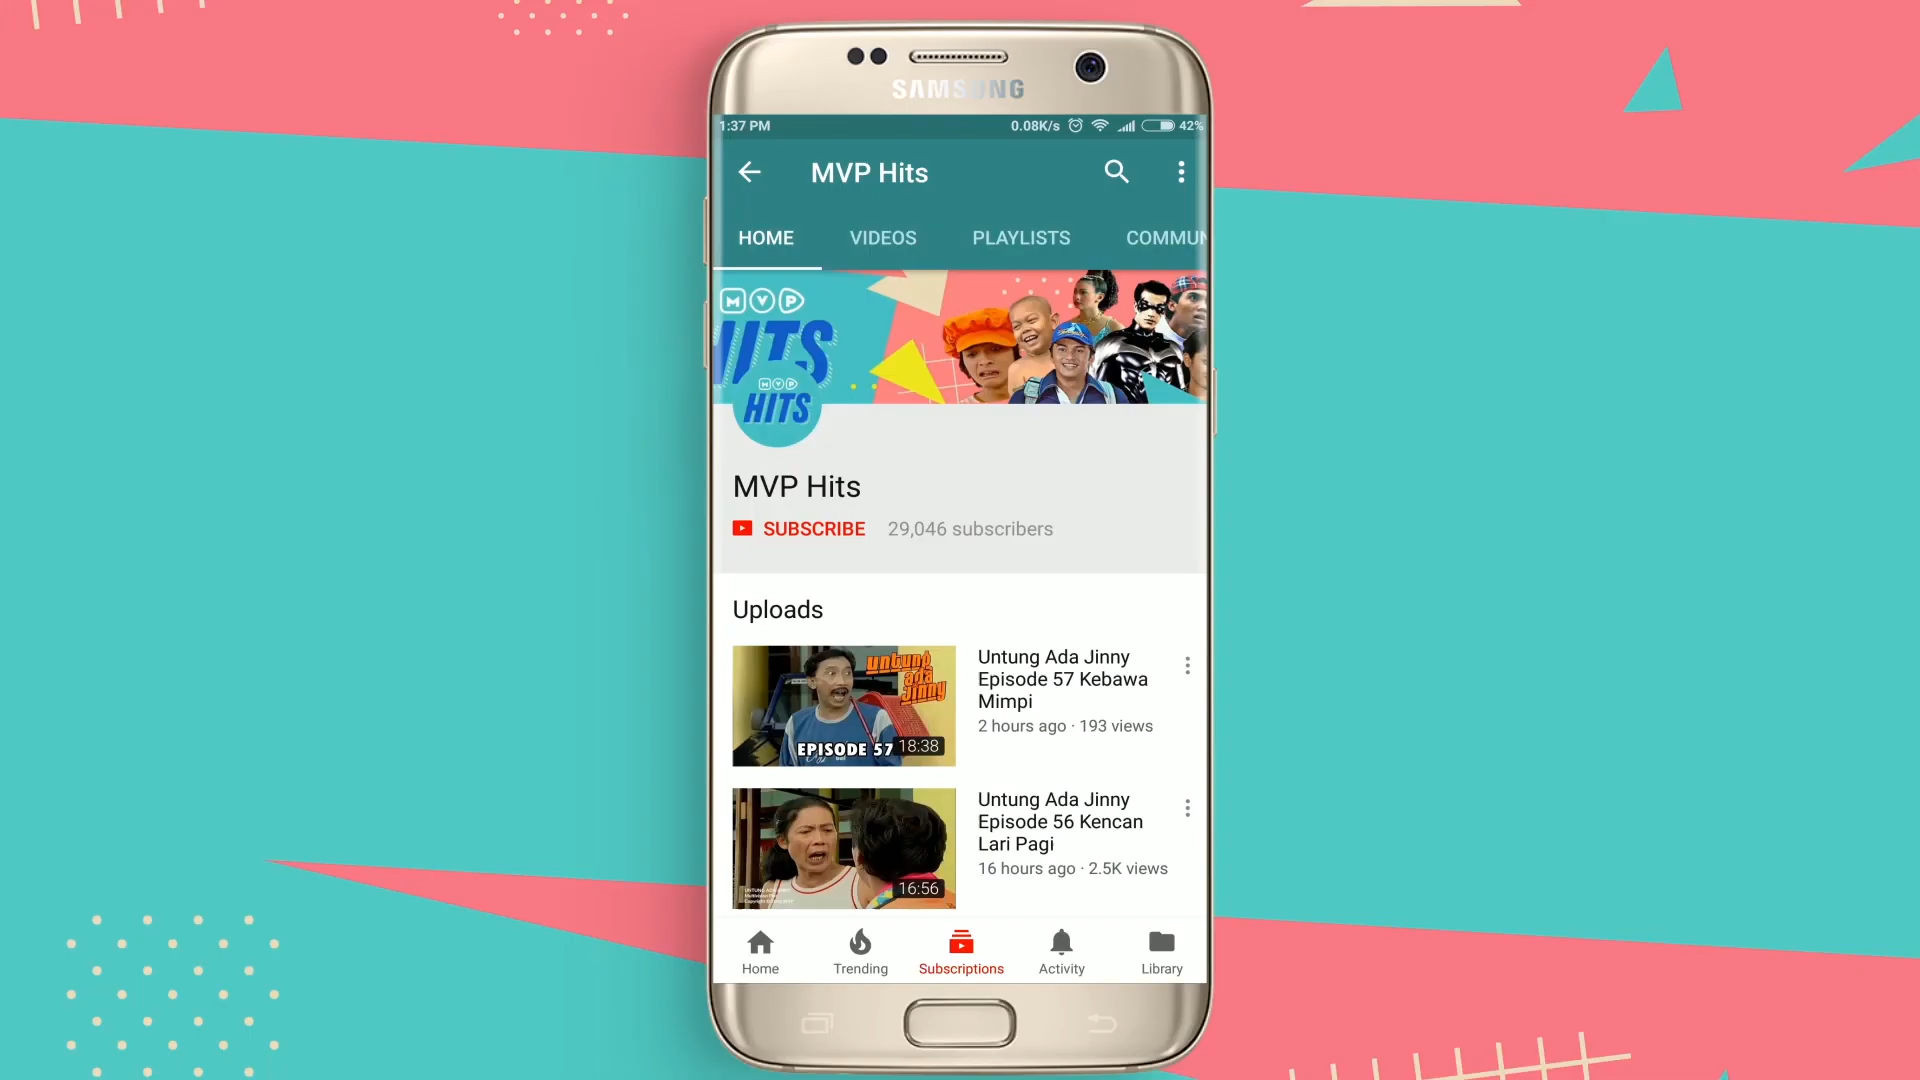 SAMSUNG
1:37 PM 0.08K/s 42%
MVP Hits
HOME VIDEOS PLAYLISTS COMMUN
MVP
HITS
MVP
HITS
MVP Hits
SUBSCRIBE 29,046 subscribers
Uploads
untung
ada
jinny
EPISODE 57 18:38
Untung Ada Jinny
Episode 57 Kebawa
Mimpi
2 hours ago · 193 views
16:56
Untung Ada Jinny
Episode 56 Kencan
Lari Pagi
16 hours ago · 2.5K views
Home Trending Subscriptions Activity Library